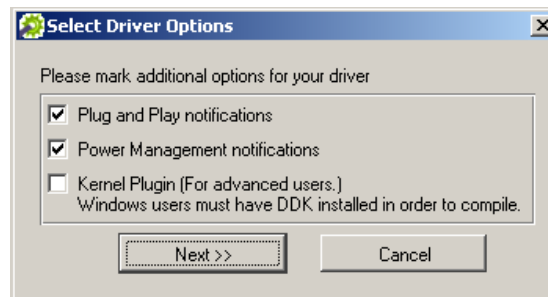 Select Driver Options
Please mark additional options for your driver
Plug and Play notifications
Power Management notifications
Kernel Plugin (For advanced users.)
Windows users must have DDK installed in order to compile.
Next >>
Cancel